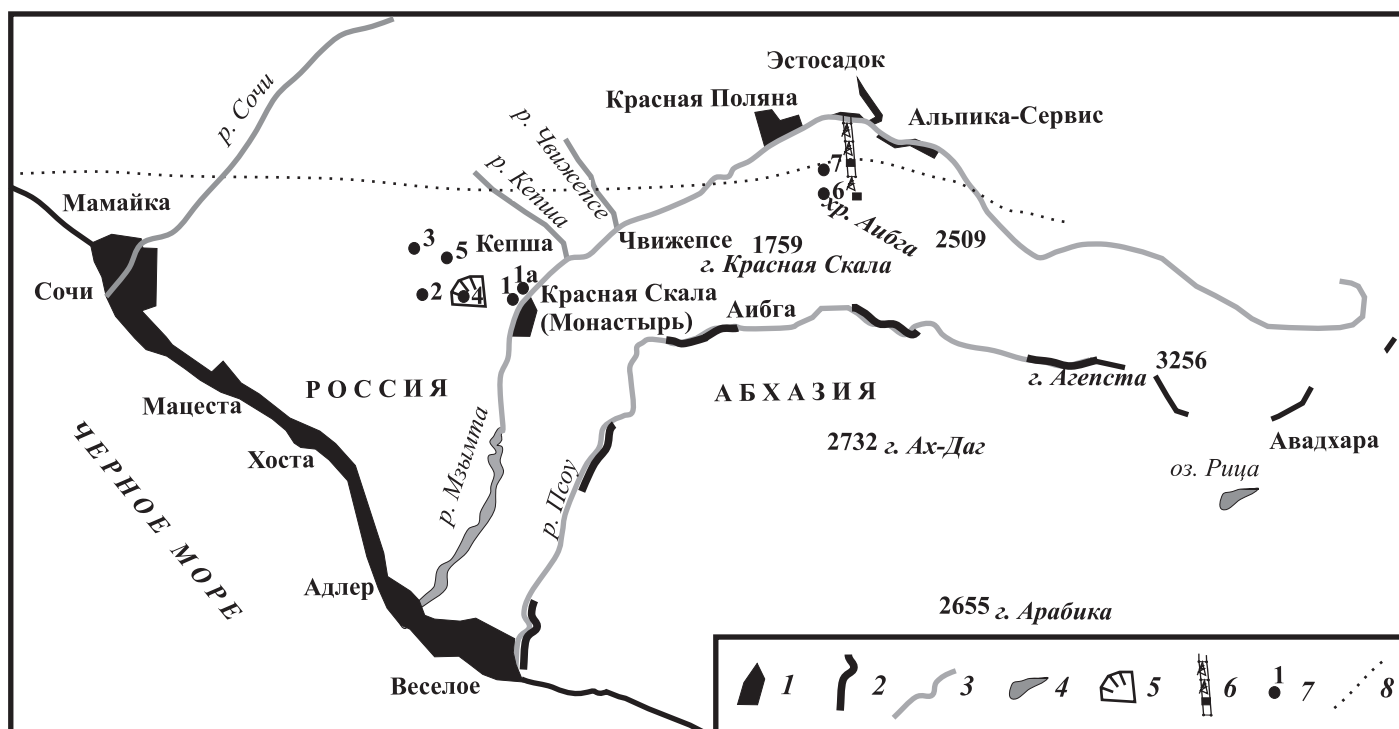 Эстосадок
Красная Поляна
Альпика-Сервис
р. Сочи
р. Чвижепсе
р. Кепша
7
6
хр. Аибга
Мамайка
3
5
Кепша
Чвижепсе
1759
2509
г. Красная Скала
Сочи
2
4
1
1а
Красная Скала
(Монастырь)
Аибга
3256
г. Агепста
РОССИЯ
АБХАЗИЯ
Мацеста
2732 г. Ах-Даг
Авадхара
Хоста
оз. Рица
р. Мзымта
р. Псоу
ЧЕРНОЕ МОРЕ
Адлер
2655 г. Арабика
Веселое
1
2
3
4
5
6
1
7
8